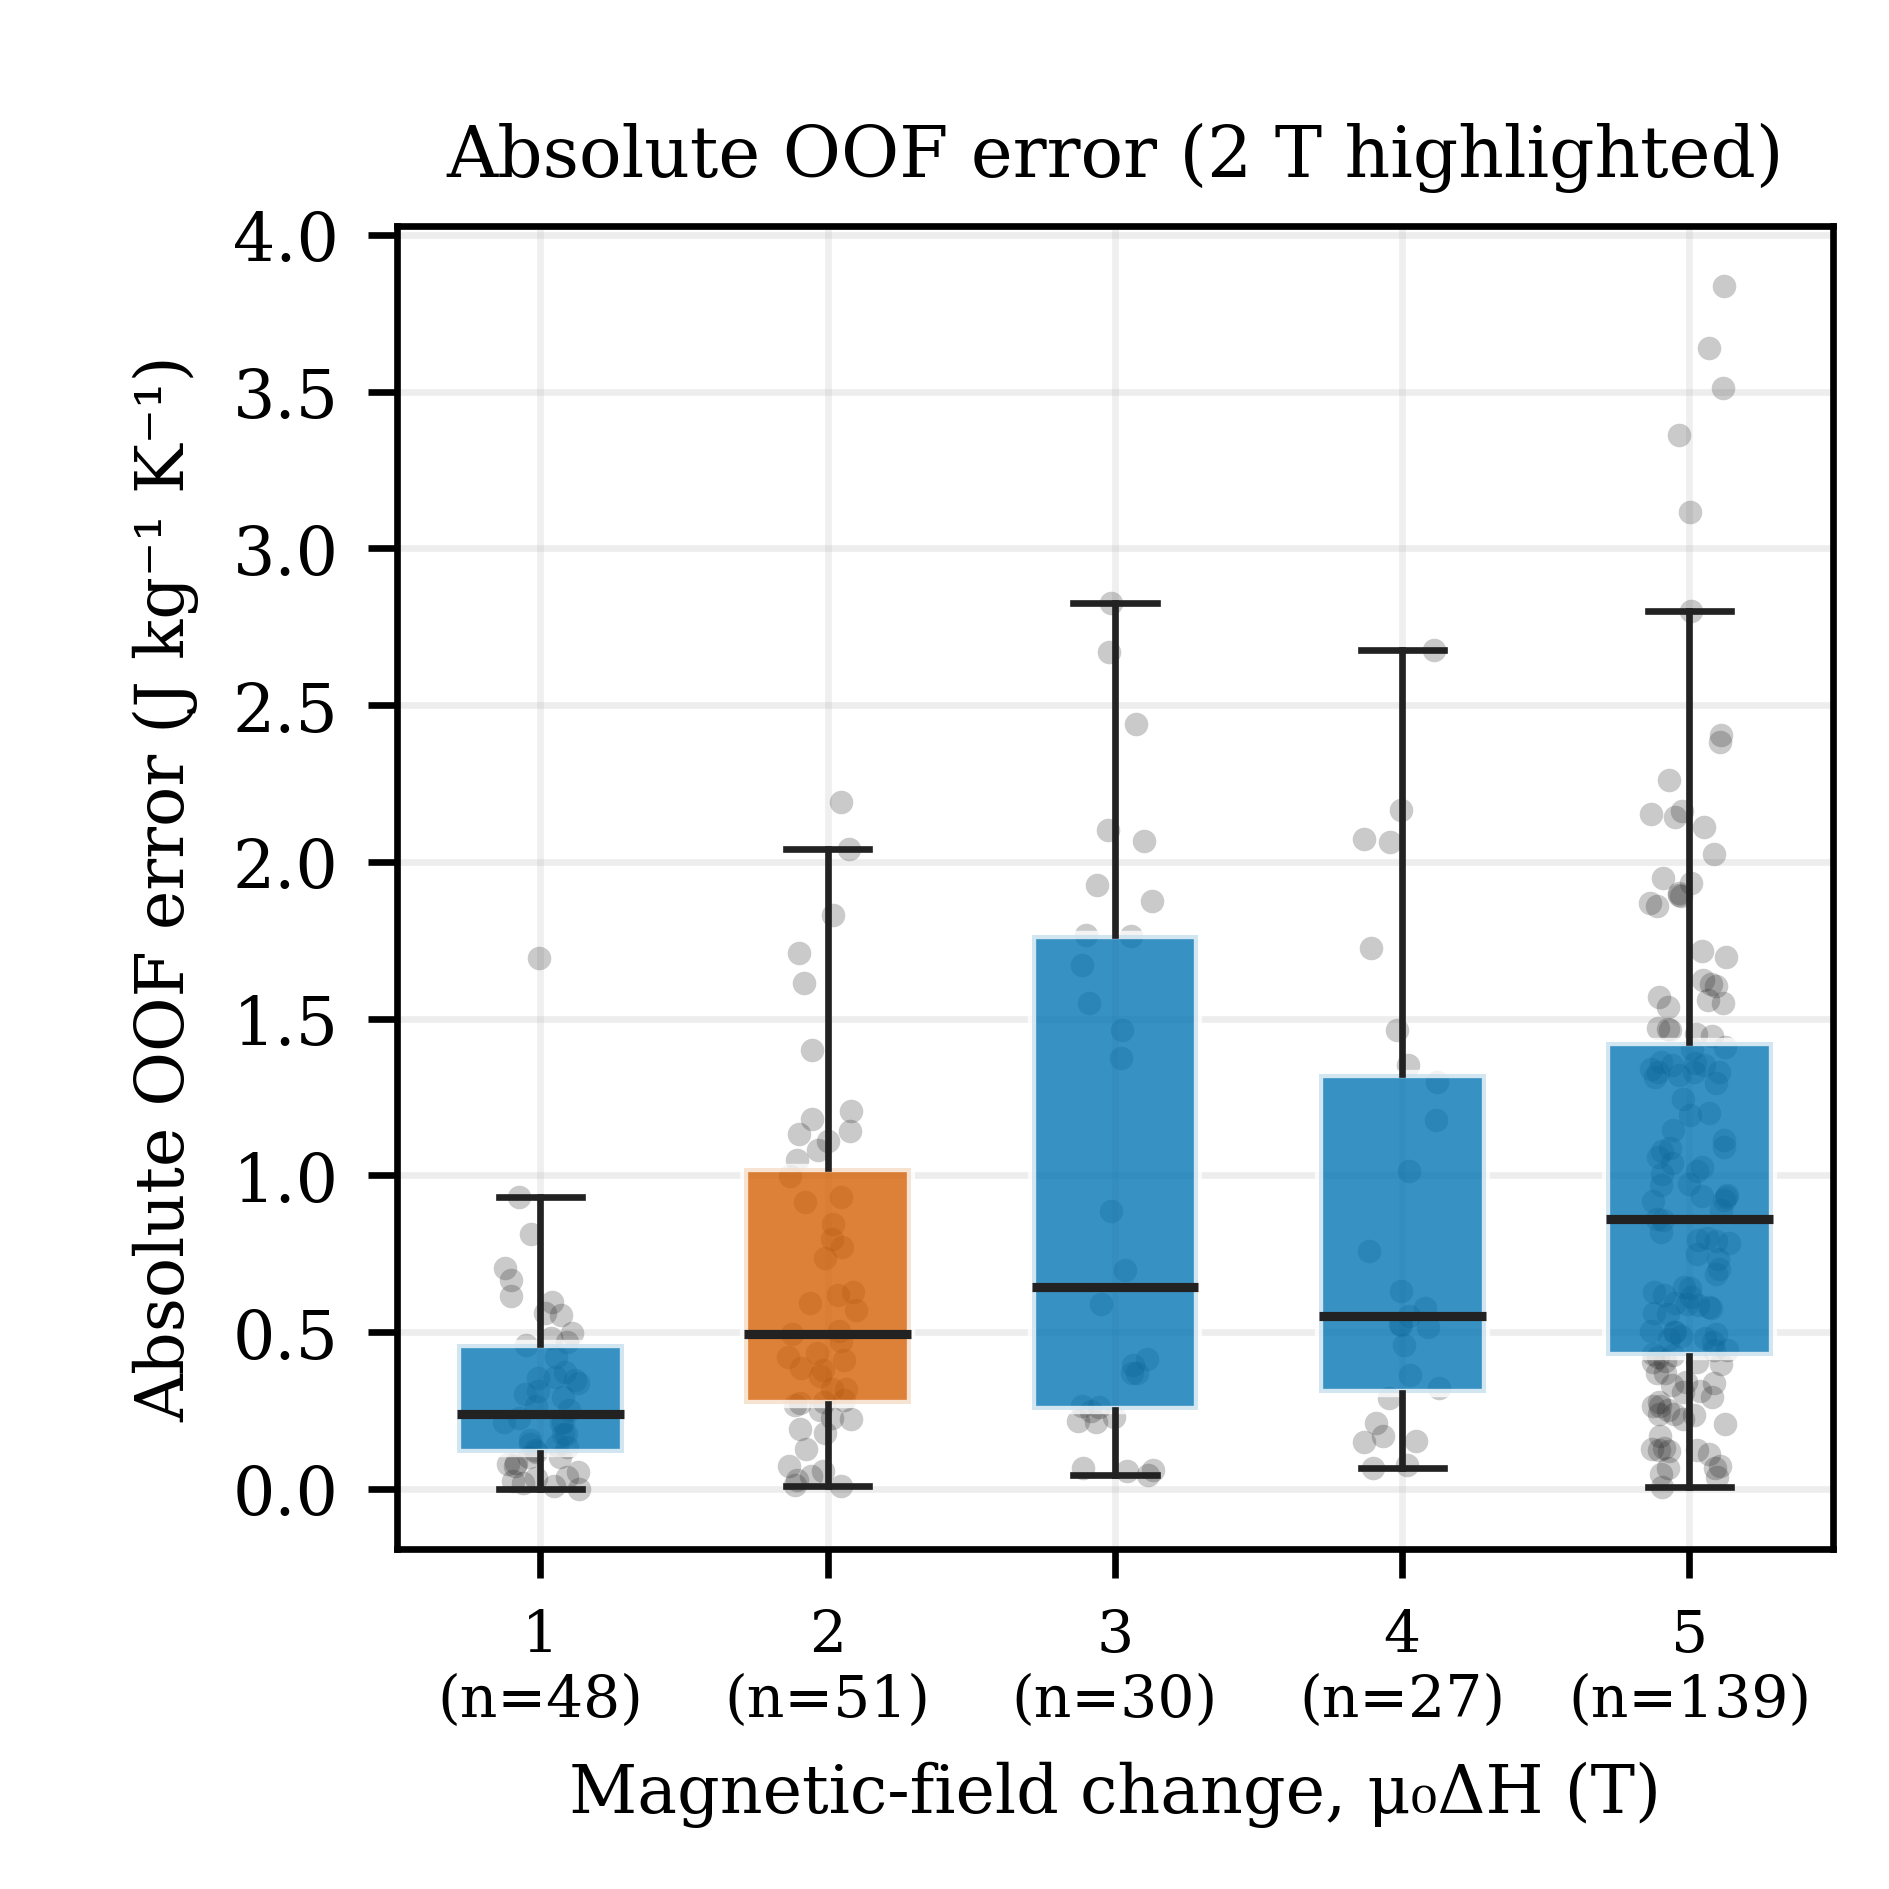 Absolute OOF error (2 T highlighted)
Absolute OOF error (J kg⁻¹ K⁻¹)
4.0
3.5
3.0
2.5
2.0
1.5
1.0
0.5
0.0
1 2 3 4 5
(n=48) (n=51) (n=30) (n=27) (n=139)
Magnetic-field change, μ₀ΔH (T)